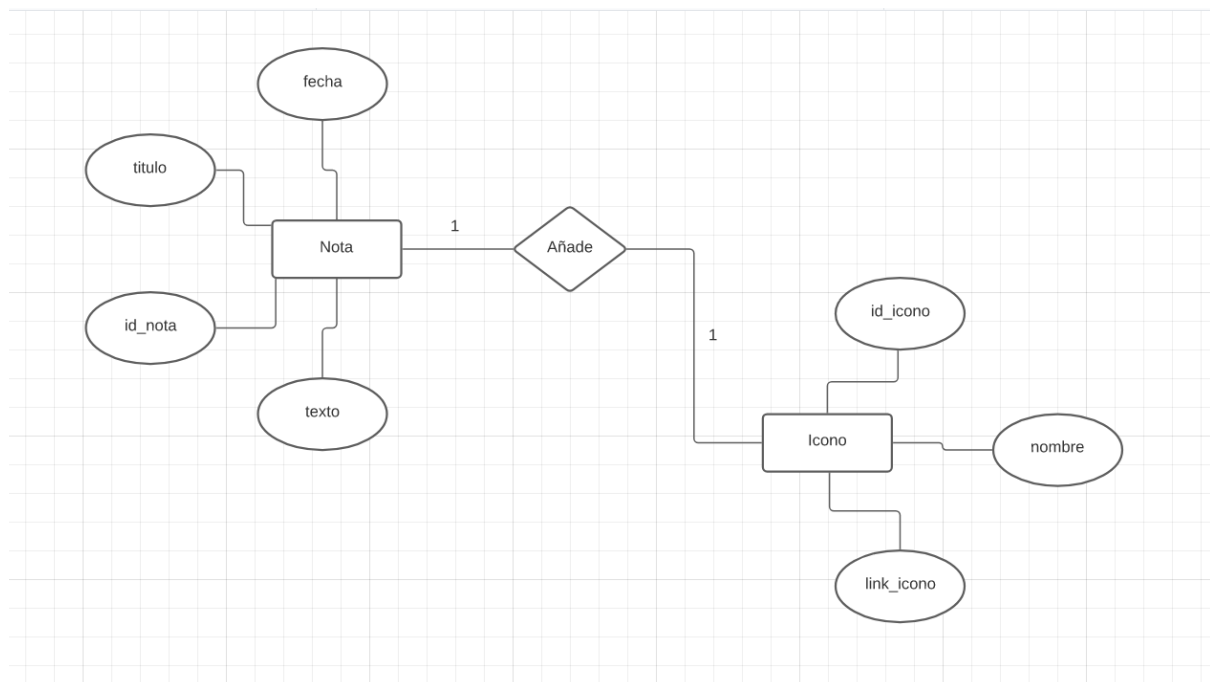 fecha
titulo
Nota
1
Añade
id_nota
texto
1
id_icono
Icono
nombre
link_icono